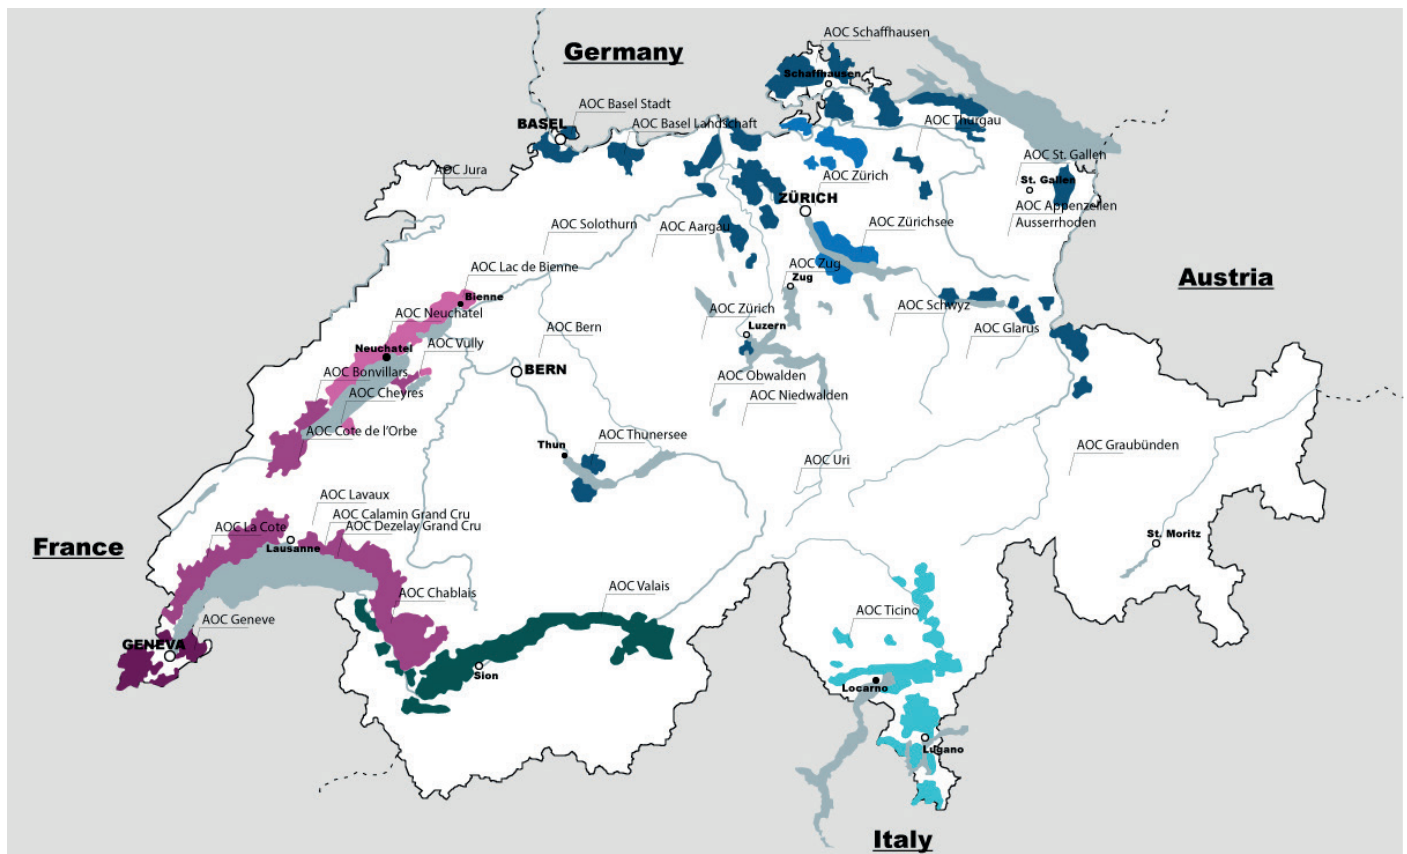 AOC Schaffhausen
Germany
Schaffhausen
AOC Basel Stadt
BASEL
AOC Basel Landschaft
AOC Thurgau
AOC St. Gallen
AOC Jura
AOC Zürich
St. Gallen
ZÜRICH
AOC Appenzellen
Ausserrhoden
AOC Solothurn
AOC Aargau
AOC Zürichsee
AOC Lac de Bienne
AOC Zug
Zug
Austria
Bienne
AOC Neuchatel
AOC Zürich
AOC Schwyz
Luzern
AOC Bern
AOC Glarus
Neuchatel
AOC Vully
AOC Bonvillars
BERN
AOC Obwalden
AOC Cheyres
AOC Niedwalden
AOC Cote de l'Orbe
AOC Thunersee
Thun
AOC Graubünden
AOC Uri
AOC Lavaux
AOC Calamin Grand Cru
AOC La Cote
AOC Dezelay Grand Cru
St. Moritz
France
Lausanne
AOC Valais
AOC Chablais
AOC Ticino
AOC Geneve
GENEVA
Sion
Locarno
Lugano
Italy